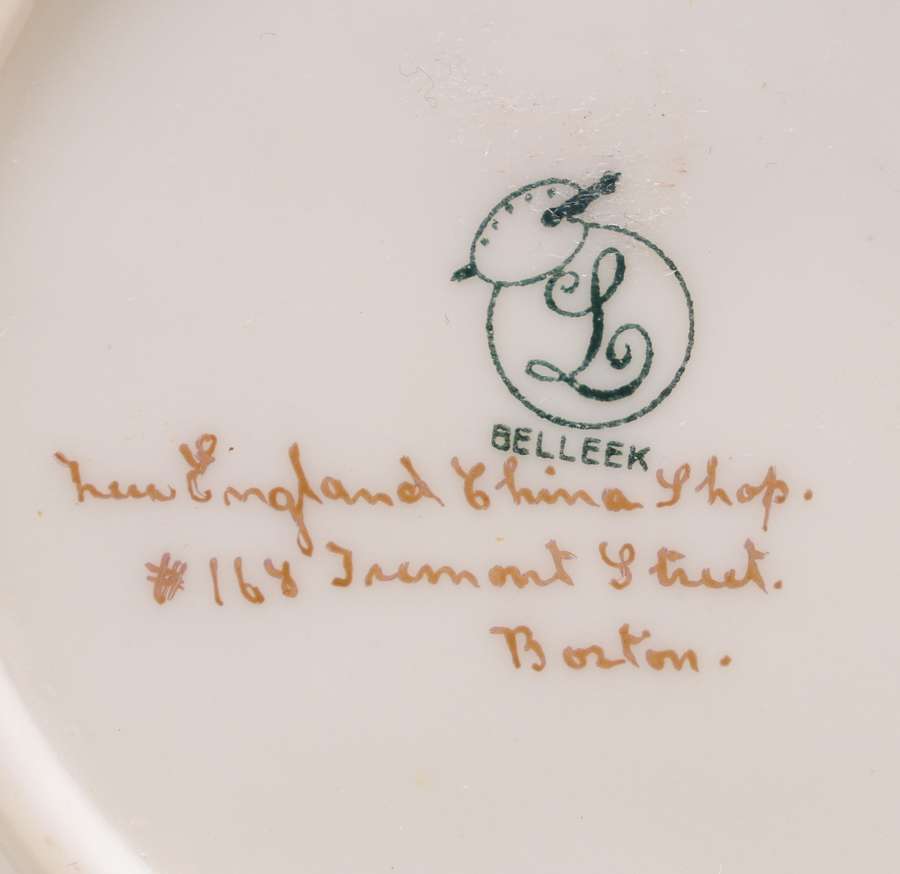 L
BELLEEK
New England China Shop.
#168 Tremont Street.
Boston.